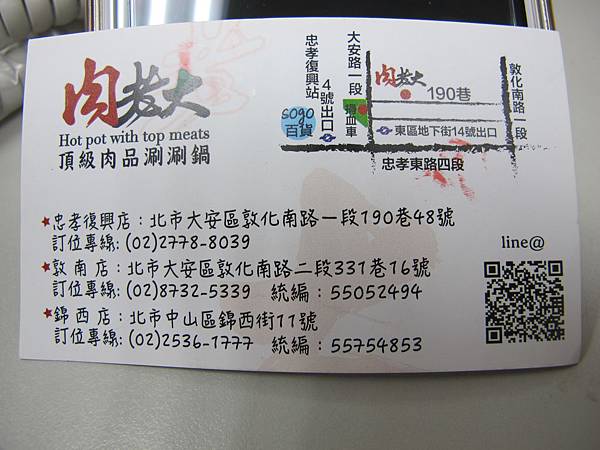 肉老大
Hot pot with top meats
頂級肉品涮涮鍋
忠孝復興站
4號出口
sogo
百貨
大安路一段
捐血車
肉老大
190巷
東區地下街14號出口
敦化南路一段
忠孝東路四段
★忠孝復興店：北市大安區敦化南路一段190巷48號
訂位專線: (02)2778-8039
★敦南店：北市大安區敦化南路二段331巷16號
訂位專線: (02)8732-5339 統編：55052494
★錦西店：北市中山區錦西街11號
訂位專線: (02)2536-1777 統編：55754853
line@